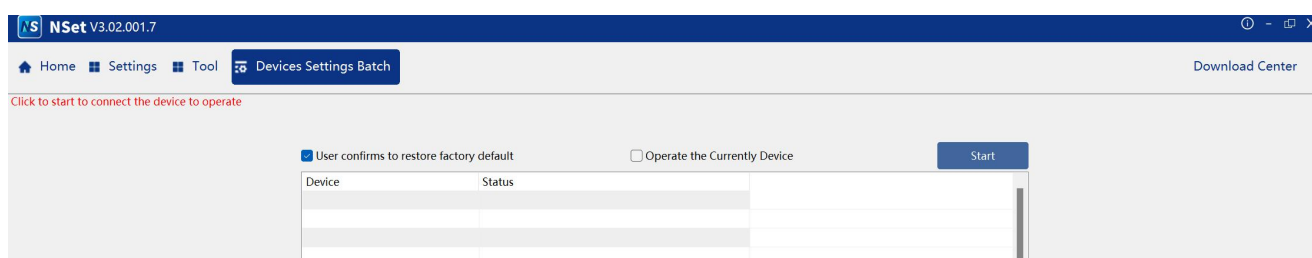 NS NSet V3.02.001.7
Home Settings Tool Devices Settings Batch Download Center
Click to start to connect the device to operate
User confirms to restore factory default Operate the Currently Device Start
Device Status